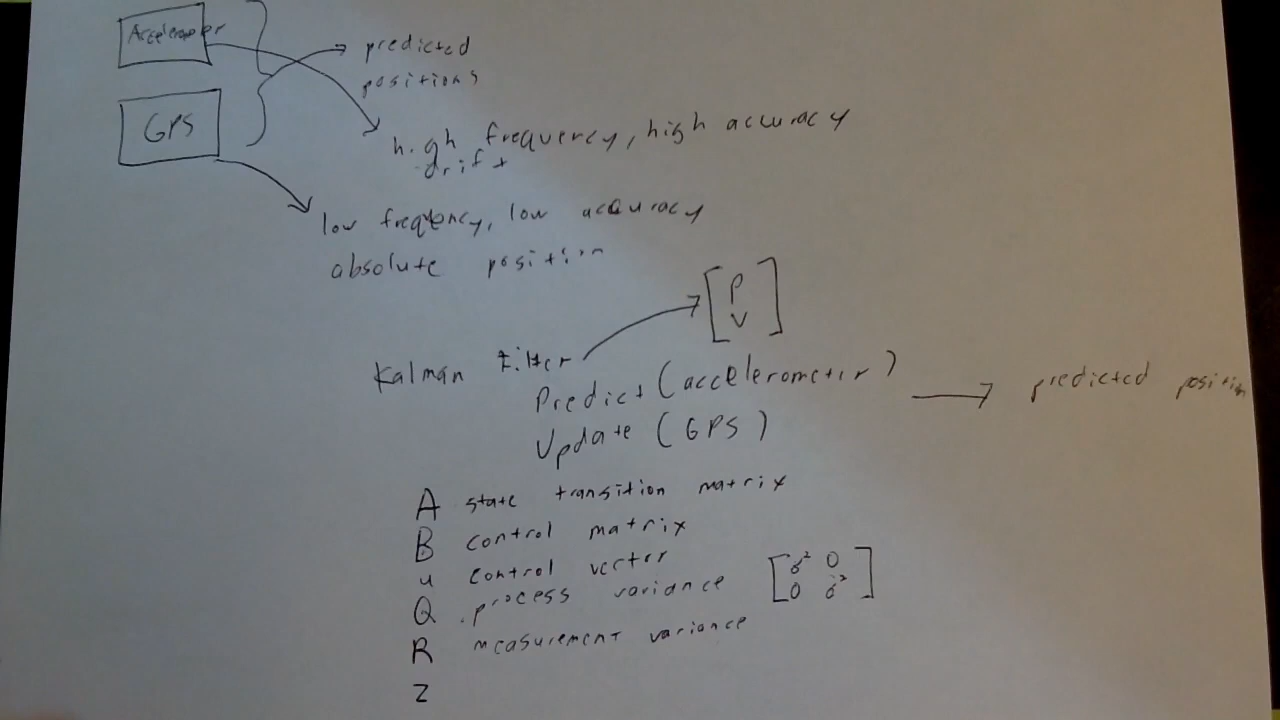 Accelerometer
predicted
positions
GPS
high frequency, high accuracy
drift
low frequency, low accuracy
absolute position
[P
V]
Kalman Filter
Predict (accelerometer) → predicted position
Update (GPS)
A state transition matrix
B control matrix
u control vector
Q process variance [σ² 0
0 σ²]
R measurement variance
Z